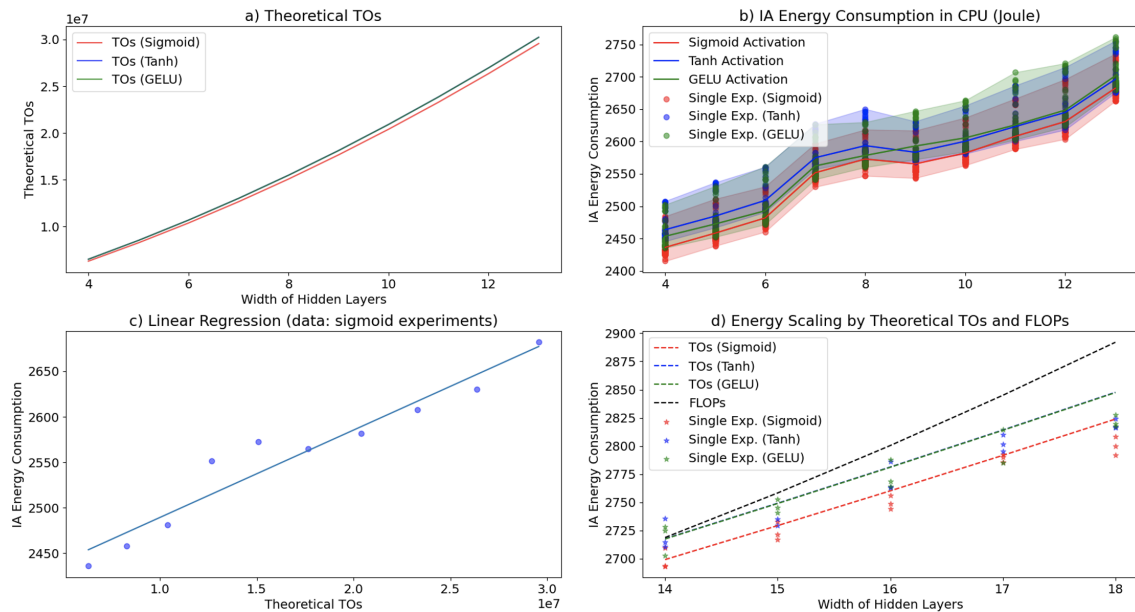 a) Theoretical TOs
1e7
3.0
2.5
2.0
1.5
1.0
Theoretical TOs
TOs (Sigmoid)
TOs (Tanh)
TOs (GELU)
4
6
8
10
12
Width of Hidden Layers
b) IA Energy Consumption in CPU (Joule)
2750
2700
2650
2600
2550
2500
2450
2400
IA Energy Consumption
Sigmoid Activation
Tanh Activation
GELU Activation
Single Exp. (Sigmoid)
Single Exp. (Tanh)
Single Exp. (GELU)
4
6
8
10
12
Width of Hidden Layers
c) Linear Regression (data: sigmoid experiments)
2650
2600
2550
2500
2450
IA Energy Consumption
1.0
1.5
2.0
2.5
3.0
1e7
Theoretical TOs
d) Energy Scaling by Theoretical TOs and FLOPs
2900
2875
2850
2825
2800
2775
2750
2725
2700
IA Energy Consumption
TOs (Sigmoid)
TOs (Tanh)
TOs (GELU)
FLOPs
Single Exp. (Sigmoid)
Single Exp. (Tanh)
Single Exp. (GELU)
14
15
16
17
18
Width of Hidden Layers